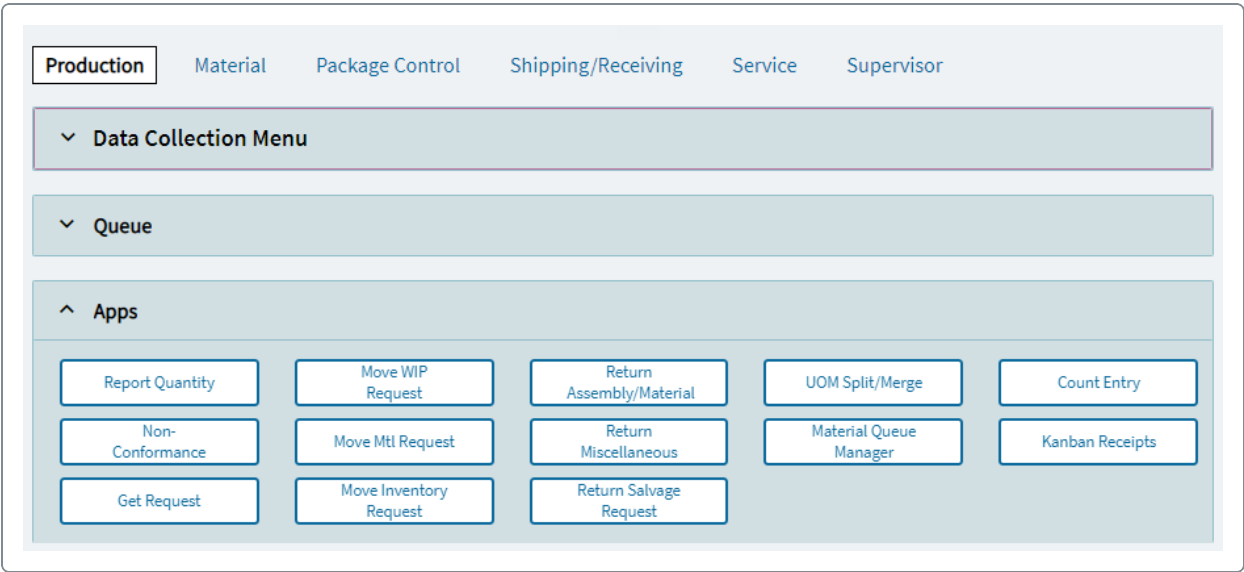 Production Material Package Control Shipping/Receiving Service Supervisor
Data Collection Menu
Queue
Apps
Report Quantity
Move WIP
Request
Return
Assembly/Material
UOM Split/Merge
Count Entry
Non-
Conformance
Move Mtl Request
Return
Miscellaneous
Material Queue
Manager
Kanban Receipts
Get Request
Move Inventory
Request
Return Salvage
Request